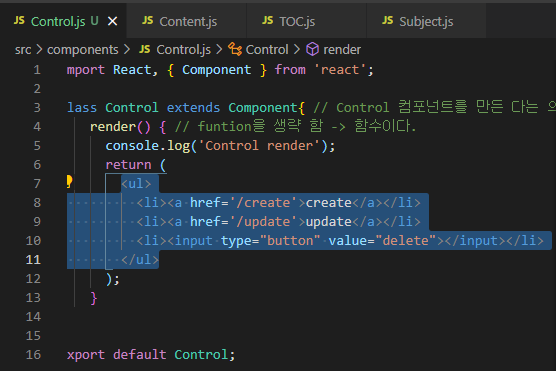 JS Control.js U × JS Content.js JS TOC.js JS Subject.js
src > components > JS Control.js > Control > render
1 mport React, { Component } from 'react';
2
3 lass Control extends Component{ // Control 컴포넌트를 만든 다는 의
4 render() { // funtion을 생략 함 -> 함수이다.
5 console.log('Control render');
6 return (
7 <ul>
8 <li><a href='/create'>create</a></li>
9 <li><a href='/update'>update</a></li>
10 <li><input type="button" value="delete"></input></li>
11 </ul>
12 );
13 }
14
15
16 xport default Control;